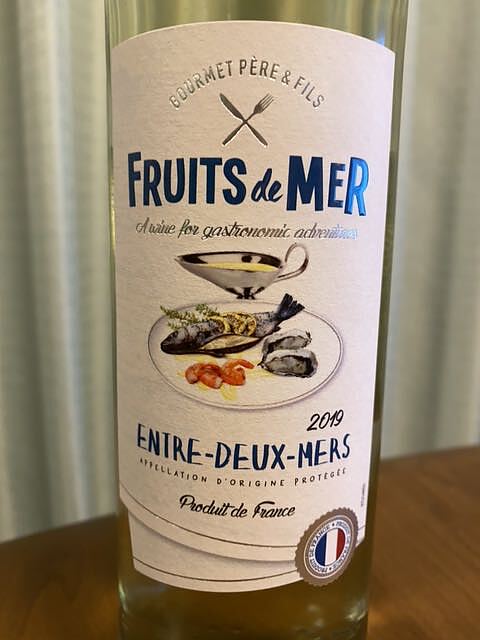 GOURMET PÈRE & FILS
FRUITS de MER
A wine for gastronomic adventures
2019
ENTRE-DEUX-MERS
APPELLATION D'ORIGINE PROTÉGÉE
Produit de France